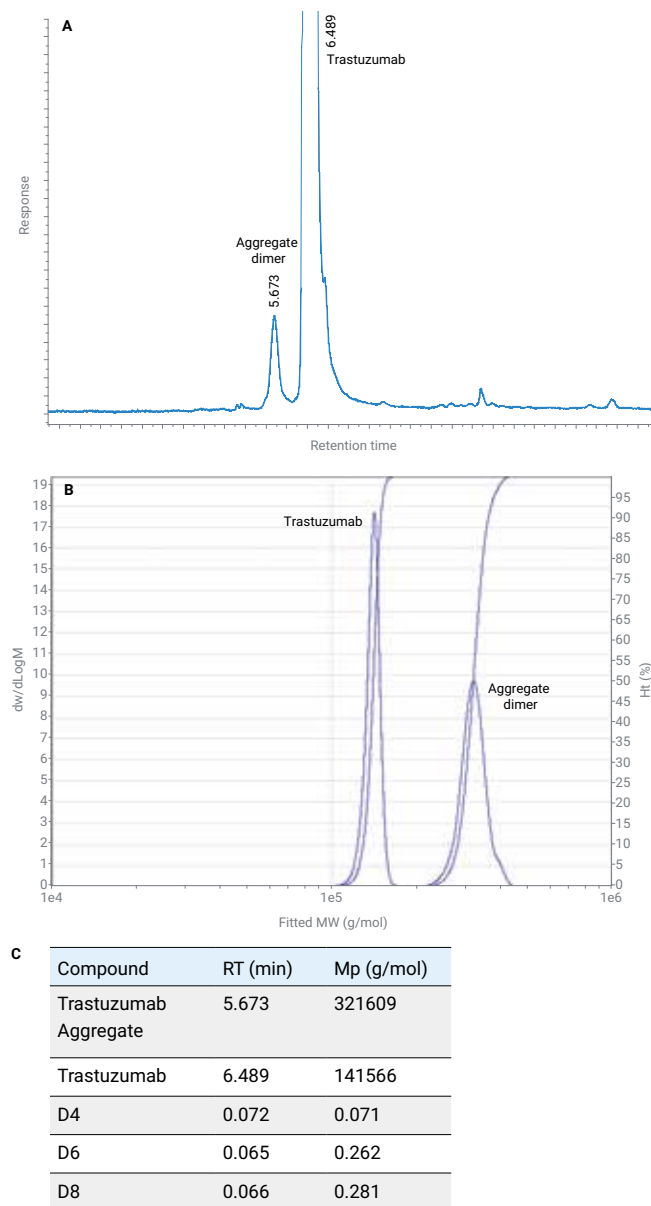 A
6.489
Trastuzumab
Aggregate
dimer
5.673
Response
Retention time
B
19
18
17
16
15
14
13
12
11
10
9
8
7
6
5
4
3
2
1
0
dw/dLogM
Trastuzumab
Aggregate
dimer
95
90
85
80
75
70
65
60
55
50
45
40
35
30
25
20
15
10
5
0
Ht (%)
1e4 1e5 1e6
Fitted MW (g/mol)
C
Compound RT (min) Mp (g/mol)
Trastuzumab 5.673 321609
Aggregate
Trastuzumab 6.489 141566
D4 0.072 0.071
D6 0.065 0.262
D8 0.066 0.281